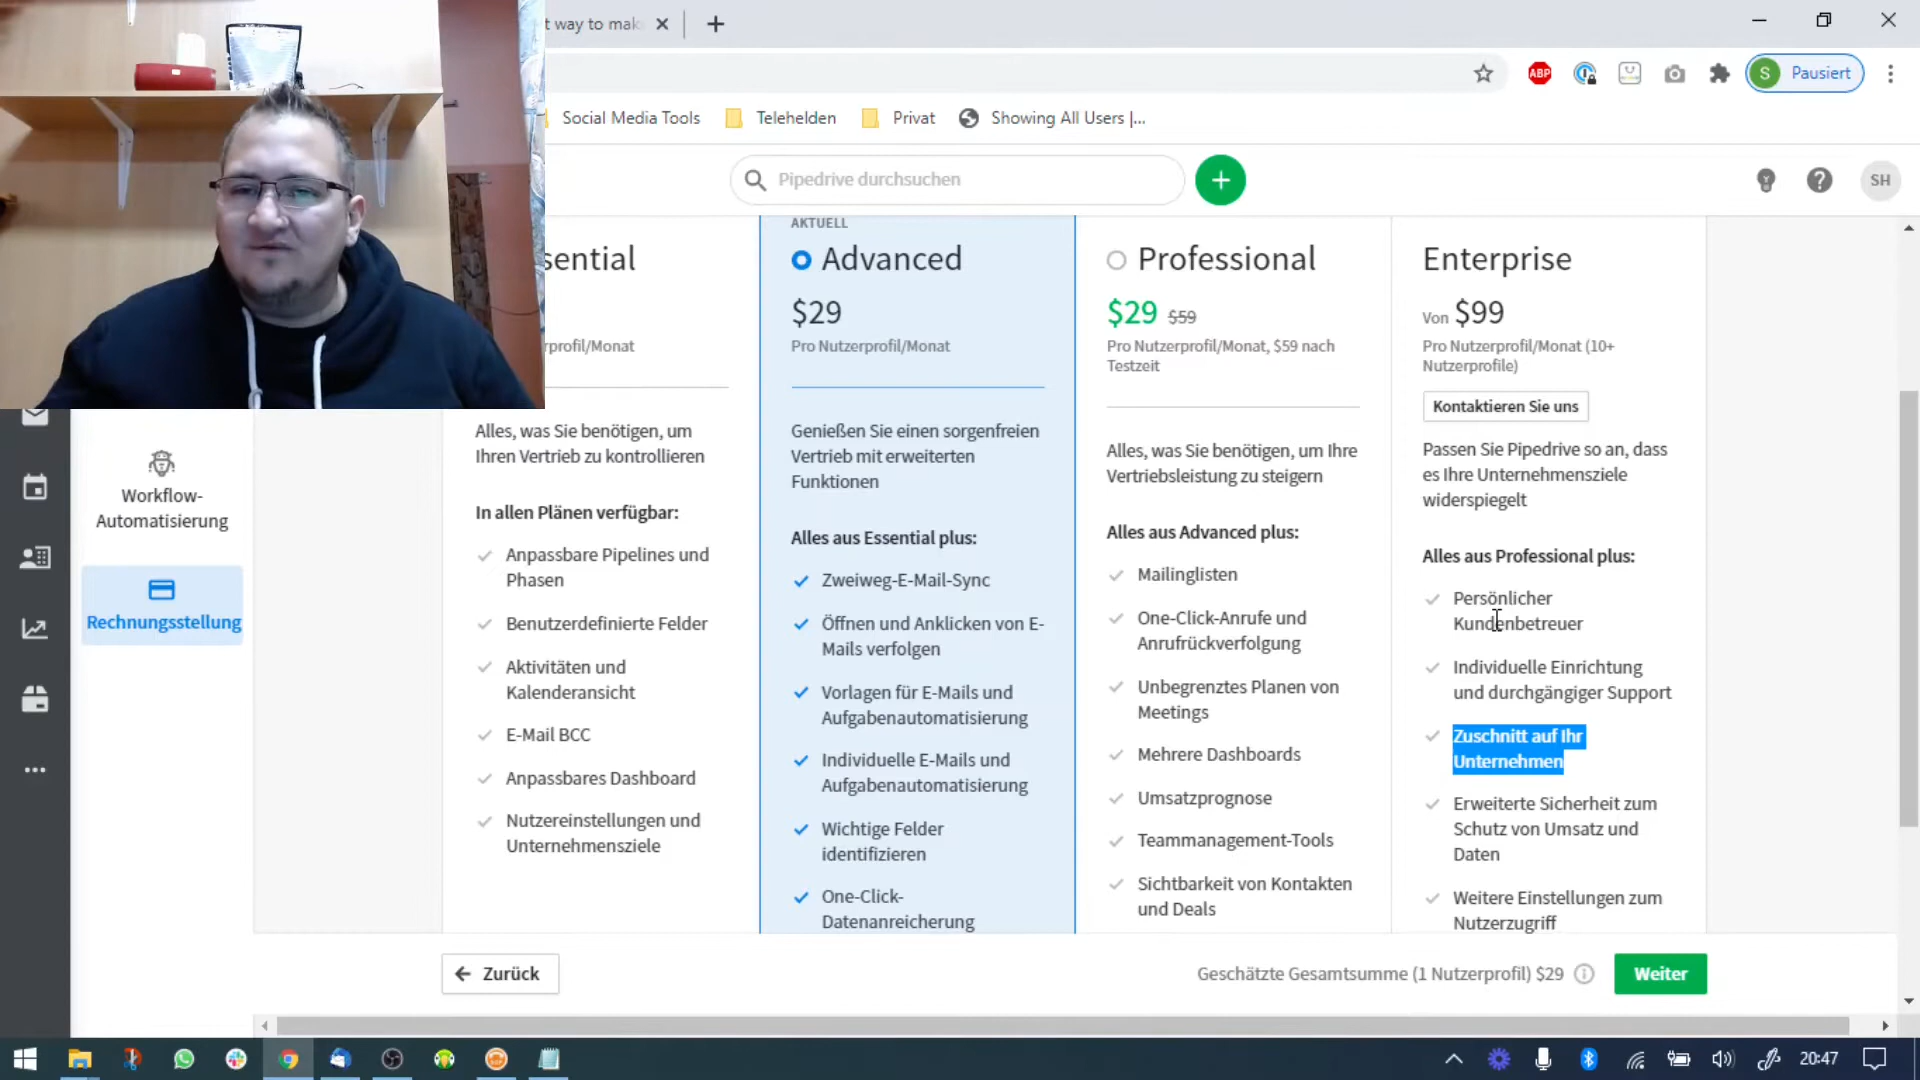 t way to mak
Pausiert
S
ABP
Social Media Tools
Telehelden
Privat
Showing All Users |...
Pipedrive durchsuchen
SH
Workflow-
Automatisierung
Rechnungsstellung
sential
rprofil/Monat
Alles, was Sie benötigen, um
Ihren Vertrieb zu kontrollieren
In allen Plänen verfügbar:
Anpassbare Pipelines und
Phasen
Benutzerdefinierte Felder
Aktivitäten und
Kalenderansicht
E-Mail BCC
Anpassbares Dashboard
Nutzereinstellungen und
Unternehmensziele
AKTUELL
Advanced
$29
Pro Nutzerprofil/Monat
Genießen Sie einen sorgenfreien
Vertrieb mit erweiterten
Funktionen
Alles aus Essential plus:
Zweiweg-E-Mail-Sync
Öffnen und Anklicken von E-
Mails verfolgen
Vorlagen für E-Mails und
Aufgabenautomatisierung
Individuelle E-Mails und
Aufgabenautomatisierung
Wichtige Felder
identifizieren
One-Click-
Datenanreicherung
Professional
$29 $59
Pro Nutzerprofil/Monat, $59 nach
Testzeit
Alles, was Sie benötigen, um Ihre
Vertriebsleistung zu steigern
Alles aus Advanced plus:
Mailinglisten
One-Click-Anrufe und
Anrufrückverfolgung
Unbegrenztes Planen von
Meetings
Mehrere Dashboards
Umsatzprognose
Teammanagement-Tools
Sichtbarkeit von Kontakten
und Deals
Enterprise
Von $99
Pro Nutzerprofil/Monat (10+
Nutzerprofile)
Kontaktieren Sie uns
Passen Sie Pipedrive so an, dass
es Ihre Unternehmensziele
widerspiegelt
Alles aus Professional plus:
Persönlicher
Kundenbetreuer
Individuelle Einrichtung
und durchgängiger Support
Zuschnitt auf Ihr
Unternehmen
Erweiterte Sicherheit zum
Schutz von Umsatz und
Daten
Weitere Einstellungen zum
Nutzerzugriff
Zurück
Geschätzte Gesamtsumme (1 Nutzerprofil) $29
Weiter
20:47